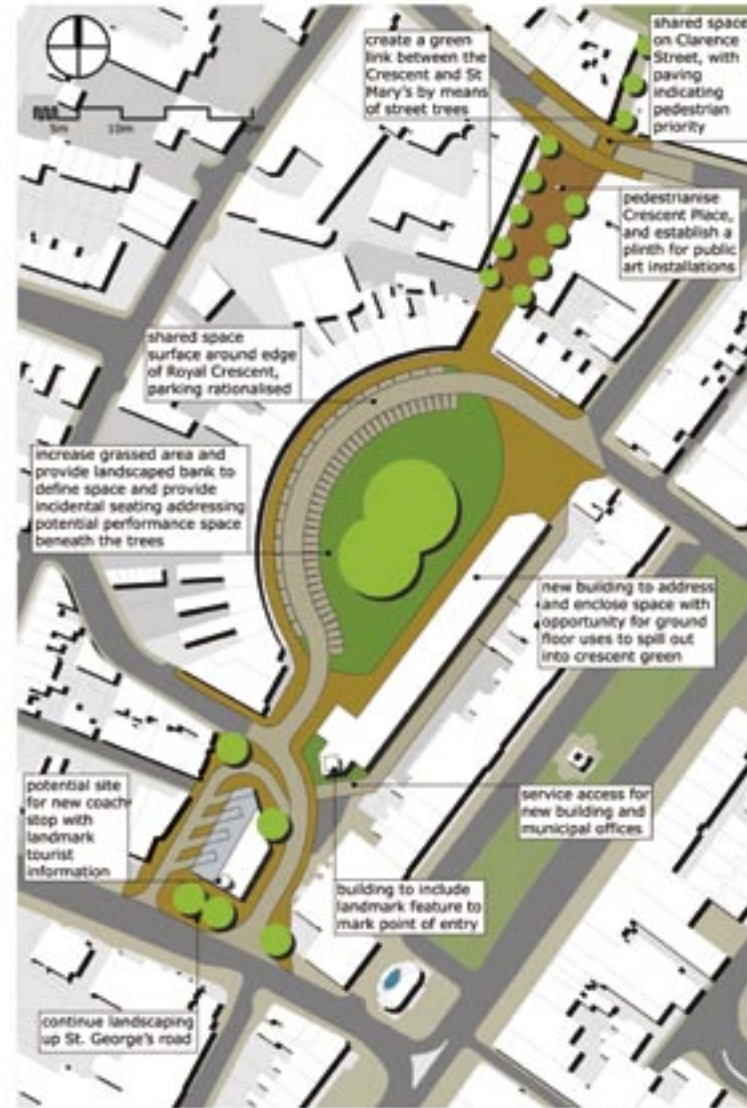 create a green
link between the
Crescent and St
Mary's by means
of street trees
shared space
on Clarence
Street, with
paving
indicating
pedestrian
priority
5m 10m
pedestrianise
Crescent Place,
and establish a
plinth for public
art installations
shared space
surface around edge
of Royal Crescent,
parking rationalised
increase grassed area and
provide landscaped bank to
define space and provide
incidental seating addressing
potential performance space
beneath the trees
new building to address
and enclose space with
opportunity for ground
floor uses to spill out
into crescent green
potential site
for new coach
stop with
landmark
tourist
information
service access for
new building and
municipal offices
building to include
landmark feature to
mark point of entry
continue landscaping
up St. George's road